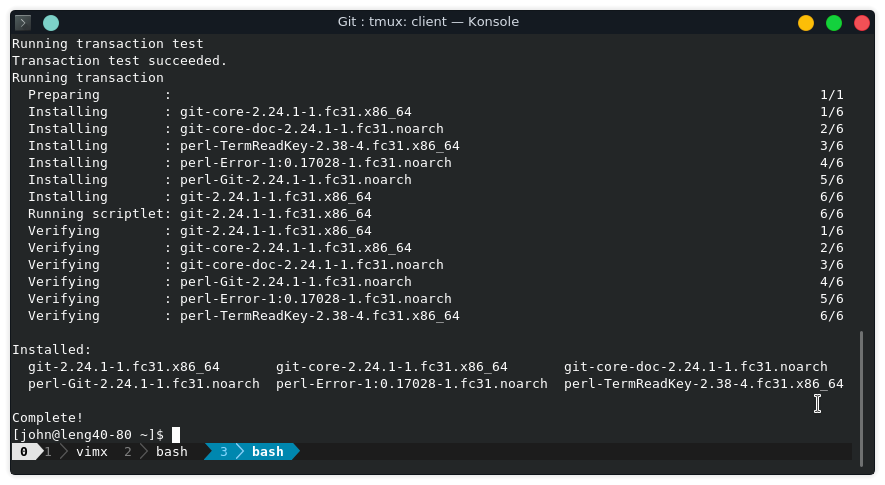 Git : tmux: client — Konsole
Running transaction test
Transaction test succeeded.
Running transaction
  Preparing        :                                                                                 1/1
  Installing       : git-core-2.24.1-1.fc31.x86_64                                                   1/6
  Installing       : git-core-doc-2.24.1-1.fc31.noarch                                               2/6
  Installing       : perl-TermReadKey-2.38-4.fc31.x86_64                                             3/6
  Installing       : perl-Error-1:0.17028-1.fc31.noarch                                              4/6
  Installing       : perl-Git-2.24.1-1.fc31.noarch                                                   5/6
  Installing       : git-2.24.1-1.fc31.x86_64                                                        6/6
  Running scriptlet: git-2.24.1-1.fc31.x86_64                                                        6/6
  Verifying        : git-2.24.1-1.fc31.x86_64                                                        1/6
  Verifying        : git-core-2.24.1-1.fc31.x86_64                                                   2/6
  Verifying        : git-core-doc-2.24.1-1.fc31.noarch                                               3/6
  Verifying        : perl-Git-2.24.1-1.fc31.noarch                                                   4/6
  Verifying        : perl-Error-1:0.17028-1.fc31.noarch                                              5/6
  Verifying        : perl-TermReadKey-2.38-4.fc31.x86_64                                             6/6

Installed:
  git-2.24.1-1.fc31.x86_64       git-core-2.24.1-1.fc31.x86_64       git-core-doc-2.24.1-1.fc31.noarch
  perl-Git-2.24.1-1.fc31.noarch  perl-Error-1:0.17028-1.fc31.noarch  perl-TermReadKey-2.38-4.fc31.x86_64

Complete!
[john@leng40-80 ~]$
0 1 vimx 2 bash 3 bash